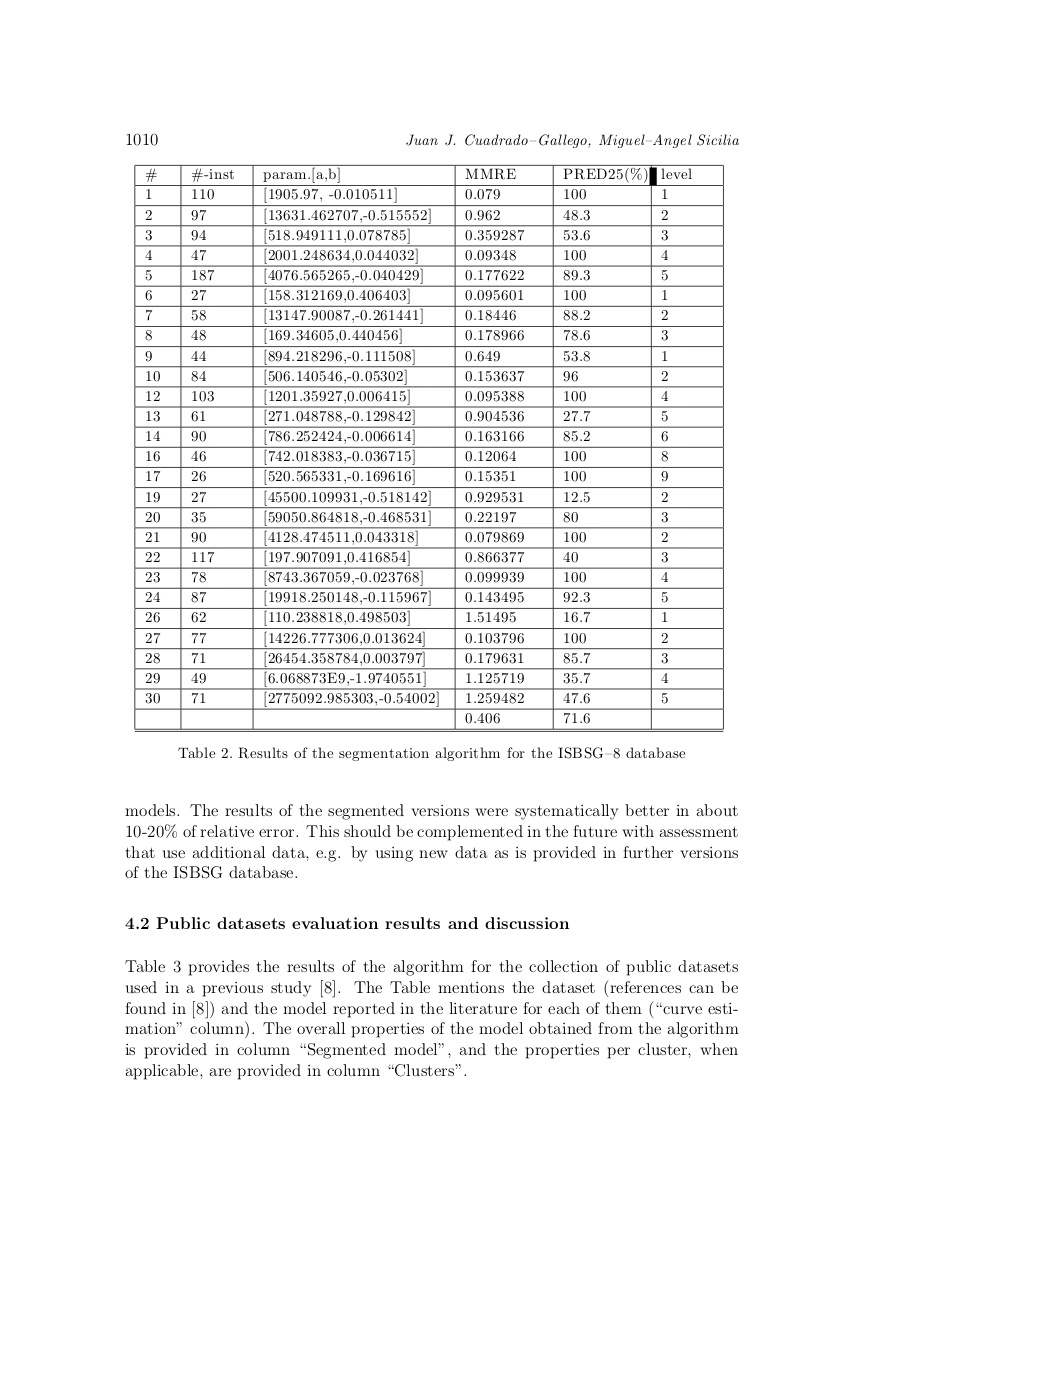 1010 Juan J. Cuadrado–Gallego, Miguel–Angel Sicilia
# #-inst param.[a,b] MMRE PRED25(%) level
1 110 [1905.97, -0.010511] 0.079 100 1
2 97 [13631.462707,-0.515552] 0.962 48.3 2
3 94 [518.949111,0.078785] 0.359287 53.6 3
4 47 [2001.248634,0.044032] 0.09348 100 4
5 187 [4076.565265,-0.040429] 0.177622 89.3 5
6 27 [158.312169,0.406403] 0.095601 100 1
7 58 [13147.90087,-0.261441] 0.18446 88.2 2
8 48 [169.34605,0.440456] 0.178966 78.6 3
9 44 [894.218296,-0.111508] 0.649 53.8 1
10 84 [506.140546,-0.05302] 0.153637 96 2
12 103 [1201.35927,0.006415] 0.095388 100 4
13 61 [271.048788,-0.129842] 0.904536 27.7 5
14 90 [786.252424,-0.006614] 0.163166 85.2 6
16 46 [742.018383,-0.036715] 0.12064 100 8
17 26 [520.565331,-0.169616] 0.15351 100 9
19 27 [45500.109931,-0.518142] 0.929531 12.5 2
20 35 [59050.864818,-0.468531] 0.22197 80 3
21 90 [4128.474511,0.043318] 0.079869 100 2
22 117 [197.907091,0.416854] 0.866377 40 3
23 78 [8743.367059,-0.023768] 0.099939 100 4
24 87 [19918.250148,-0.115967] 0.143495 92.3 5
26 62 [110.238818,0.498503] 1.51495 16.7 1
27 77 [14226.777306,0.013624] 0.103796 100 2
28 71 [26454.358784,0.003797] 0.179631 85.7 3
29 49 [6.068873E9,-1.9740551] 1.125719 35.7 4
30 71 [2775092.985303,-0.54002] 1.259482 47.6 5
0.406 71.6
Table 2. Results of the segmentation algorithm for the ISBSG–8 database
models. The results of the segmented versions were systematically better in about
10-20% of relative error. This should be complemented in the future with assessment
that use additional data, e.g. by using new data as is provided in further versions
of the ISBSG database.
4.2 Public datasets evaluation results and discussion
Table 3 provides the results of the algorithm for the collection of public datasets
used in a previous study [8]. The Table mentions the dataset (references can be
found in [8]) and the model reported in the literature for each of them (“curve esti-
mation” column). The overall properties of the model obtained from the algorithm
is provided in column “Segmented model”, and the properties per cluster, when
applicable, are provided in column “Clusters”.